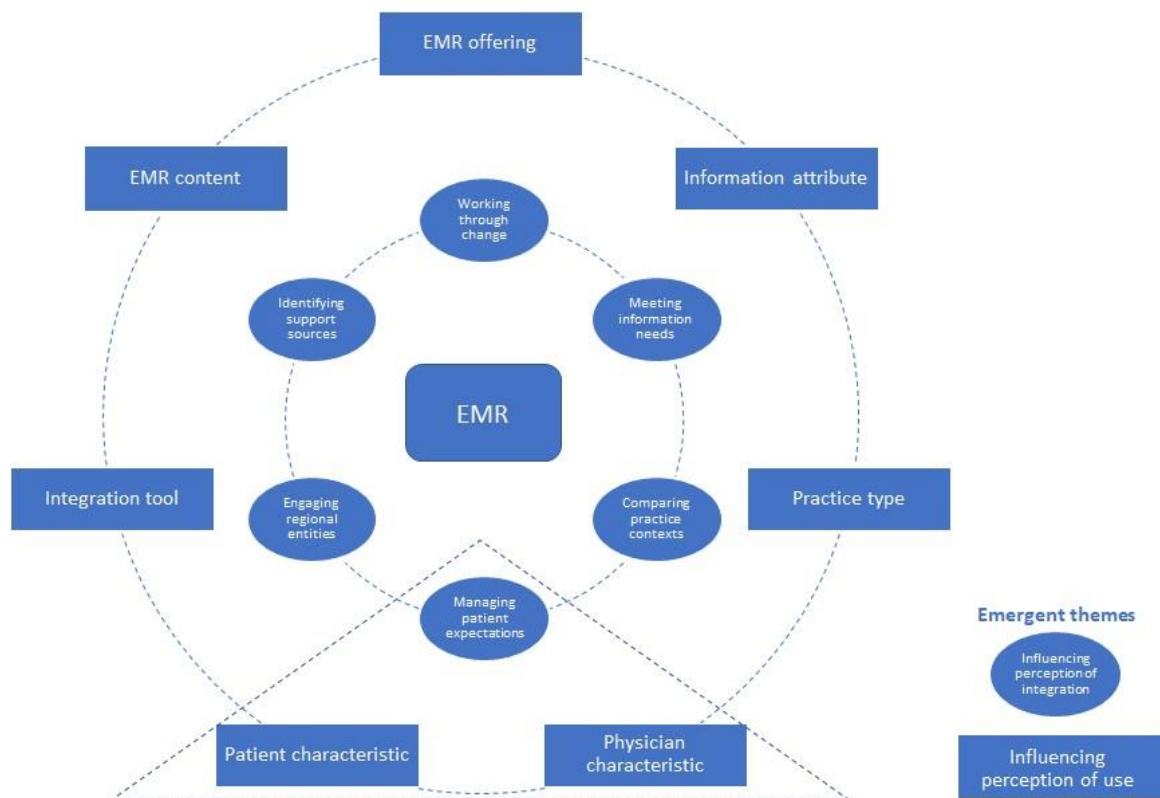 EMR offering
EMR content
Information attribute
Working
through
change
Identifying
support
sources
Meeting
information
needs
EMR
Integration tool
Engaging
regional
entities
Comparing
practice
contexts
Practice type
Managing
patient
expectations
Patient characteristic
Physician
characteristic
Emergent themes
Influencing
perception of
integration
Influencing
perception of use